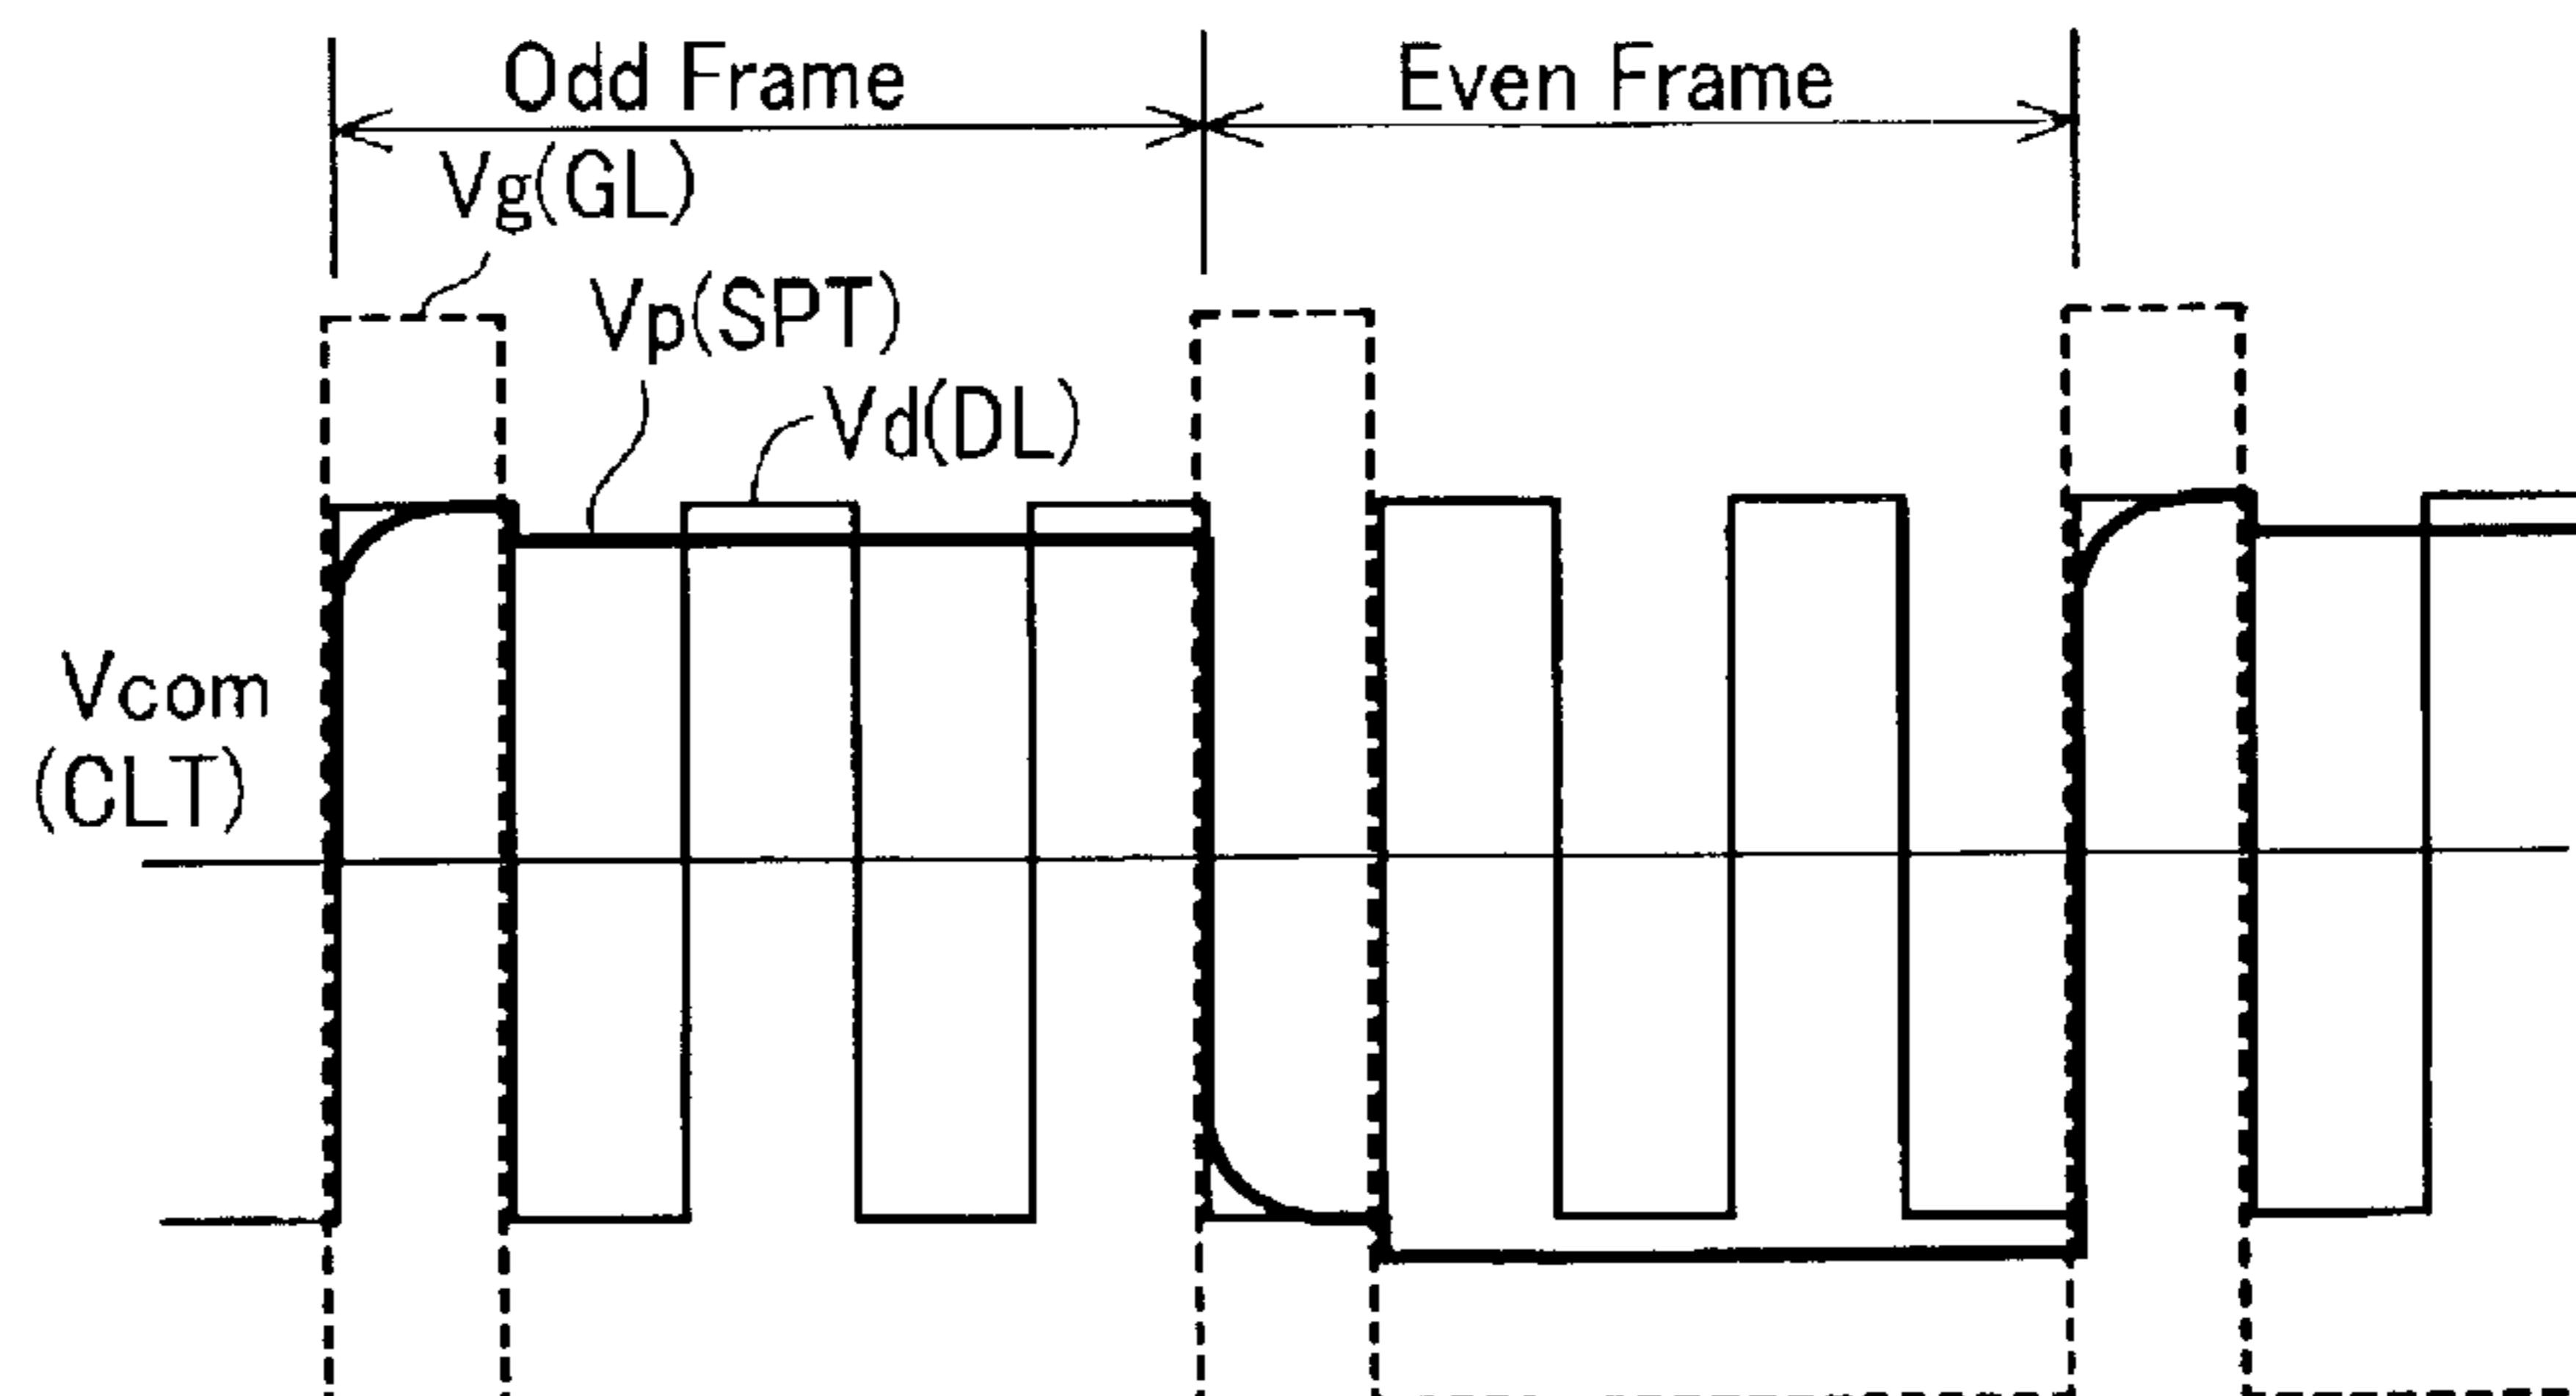 Odd Frame
Even Frame
Vg(GL)
Vp(SPT)
Vd(DL)
Vcom
(CLT)